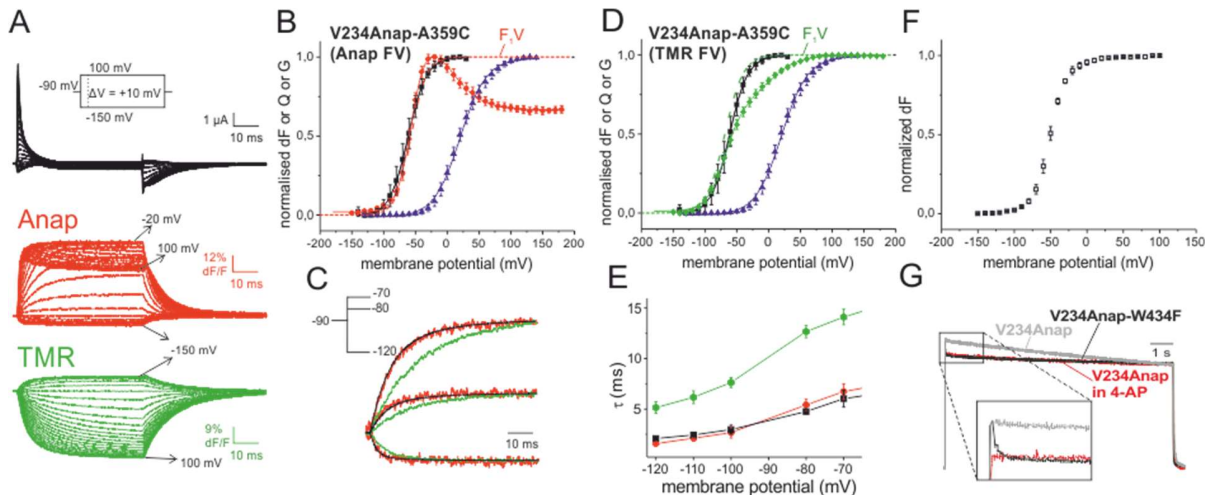 A
100 mV
-90 mV
ΔV = +10 mV
-150 mV
1 µA
10 ms
Anap
-20 mV
100 mV
12%
dF/F
10 ms
-150 mV
TMR
9%
dF/F
10 ms
100 mV
B
V234Anap-A359C
(Anap FV)
F₁V
normalised dF or Q or G
1,0
0,5
0,0
-200 -150 -100 -50 0 50 100 150 200
membrane potential (mV)
C
-70
-80
-90
-120
10 ms
D
V234Anap-A359C
(TMR FV)
F₁V
normalised dF or Q or G
1,0
0,5
0,0
-200 -150 -100 -50 0 50 100 150 200
membrane potential (mV)
E
τ (ms)
15
10
5
-120 -110 -100 -90 -80 -70
membrane potential (mV)
F
normalized dF
1,0
0,5
0,0
-200 -150 -100 -50 0 50 100 150
membrane potential (mV)
G
V234Anap-W434F
V234Anap
1 s
V234Anap
in 4-AP